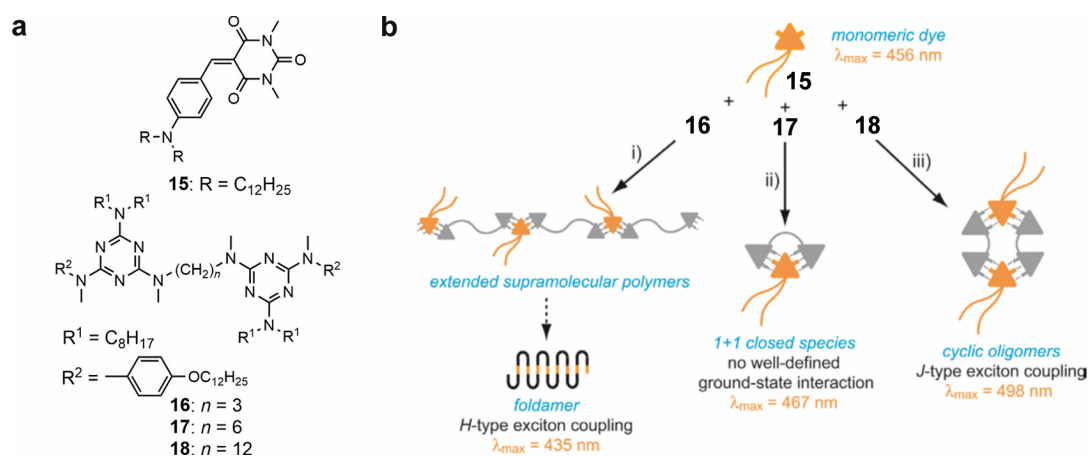 a
O
N
O
N
O
R
N
R
15: R = C12H25
R1 R1
N
N N
R2 N N N (CH2)n N
N N
R2
N N
N
R1 R1
R1 = C8H17
R2 = OC12H25
16: n = 3
17: n = 6
18: n = 12
b
monomeric dye
λmax = 456 nm
15
+ + +
16 17 18
i)
ii)
iii)
extended supramolecular polymers
foldamer
H-type exciton coupling
λmax = 435 nm
1+1 closed species
no well-defined
ground-state interaction
λmax = 467 nm
cyclic oligomers
J-type exciton coupling
λmax = 498 nm